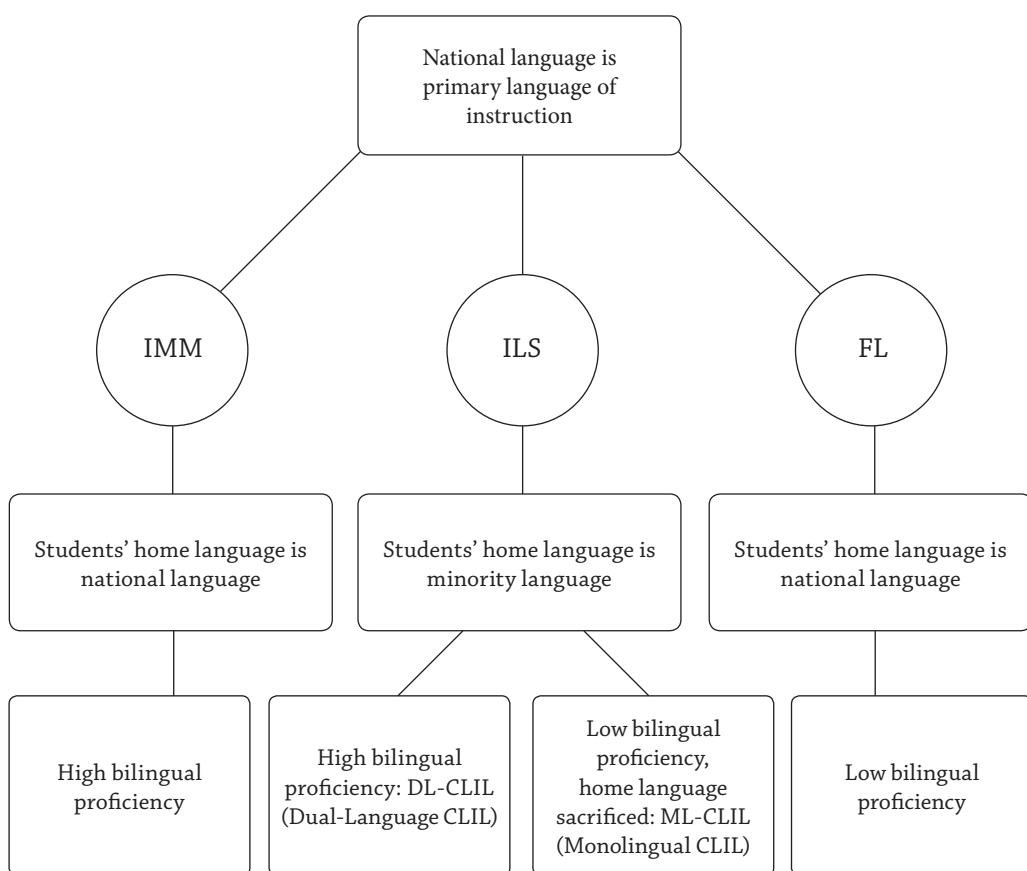 National language is
primary language of
instruction
IMM
ILS
FL
Students’ home language is
national language
Students’ home language is
minority language
Students’ home language is
national language
High bilingual
proficiency
High bilingual
proficiency: DL-CLIL
(Dual-Language CLIL)
Low bilingual
proficiency,
home language
sacrificed: ML-CLIL
(Monolingual CLIL)
Low bilingual
proficiency